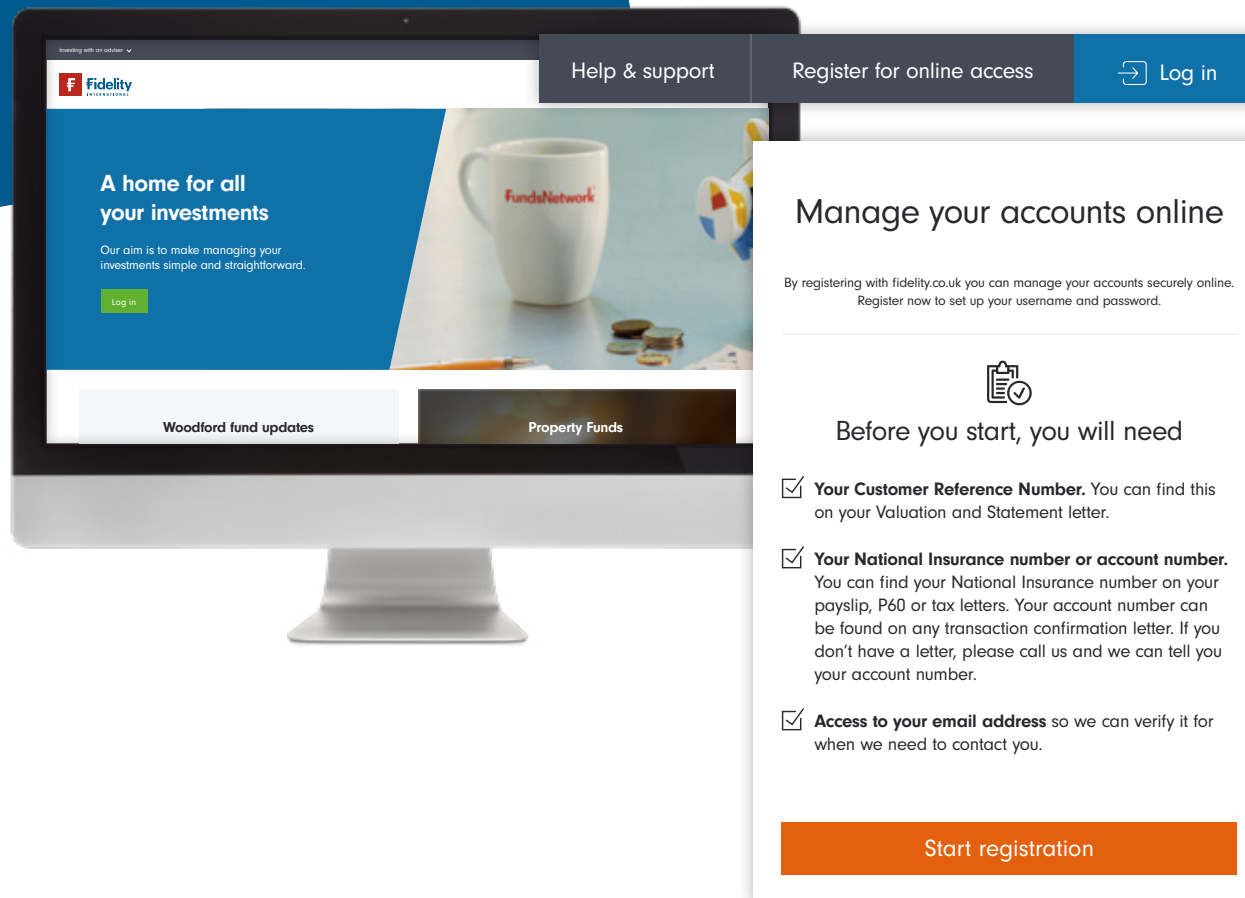 Investing with an adviser
Fidelity
INTERNATIONAL
Help & support
Register for online access
Log in
A home for all
your investments
Our aim is to make managing your
investments simple and straightforward.
Log in
FundsNetwork
Woodford fund updates
Property Funds
Manage your accounts online
By registering with fidelity.co.uk you can manage your accounts securely online.
Register now to set up your username and password.
Before you start, you will need
Your Customer Reference Number. You can find this
on your Valuation and Statement letter.
Your National Insurance number or account number.
You can find your National Insurance number on your
payslip, P60 or tax letters. Your account number can
be found on any transaction confirmation letter. If you
don’t have a letter, please call us and we can tell you
your account number.
Access to your email address so we can verify it for
when we need to contact you.
Start registration